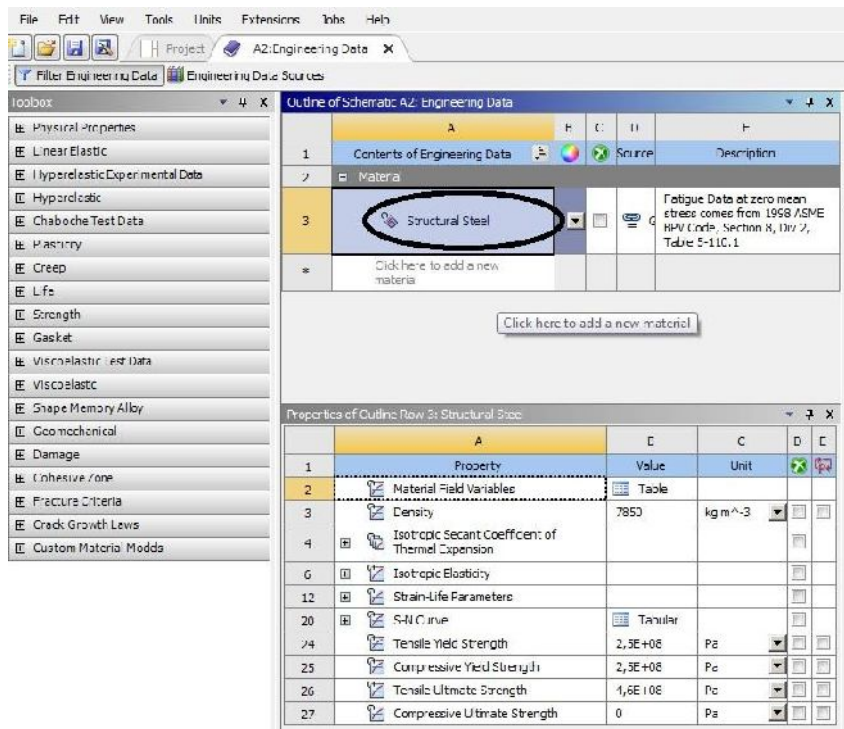 File Edit View Tools Units Extensions Jobs Help
Project A2:Engineering Data X
Filter Engineering Data Engineering Data Sources
Toolbox
Physical Properties
Linear Elastic
Hyperelastic Experimental Data
Hyperelastic
Chaboche Test Data
Plasticity
Creep
Life
Strength
Gasket
Viscoelastic Test Data
Viscoelastic
Shape Memory Alloy
Geomechanical
Damage
Cohesive Zone
Fracture Criteria
Crack Growth Laws
Custom Material Models
Outline of Schematic A2: Engineering Data
A B C D E
1 Contents of Engineering Data Source Description
2 Material
3 Structural Steel
Fatigue Data at zero mean
stress comes from 1998 ASME
BPV Code, Section 8, Div 2,
Table 5-110.1
* Click here to add a new
material
Click here to add a new material
Properties of Outline Row 3: Structural Steel
A B C D E
1 Property Value Unit
2 Material Field Variables Table
3 Density 7850 kg m^-3
4 Isotropic Secant Coefficient of
Thermal Expansion
6 Isotropic Elasticity
12 Strain-Life Parameters
20 S-N Curve Tabular
24 Tensile Yield Strength 2,5E+08 Pa
25 Compressive Yield Strength 2,5E+08 Pa
26 Tensile Ultimate Strength 4,6E+08 Pa
27 Compressive Ultimate Strength 0 Pa